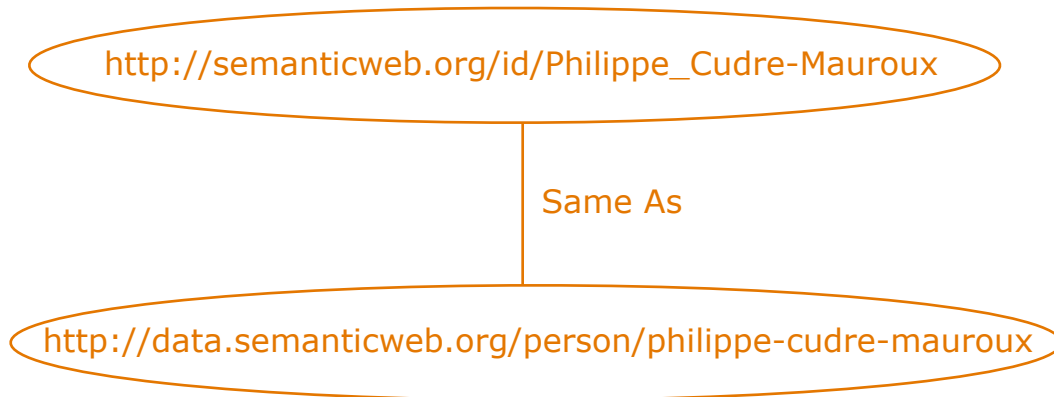 http://semanticweb.org/id/Philippe_Cudre-Mauroux
Same As
http://data.semanticweb.org/person/philippe-cudre-mauroux